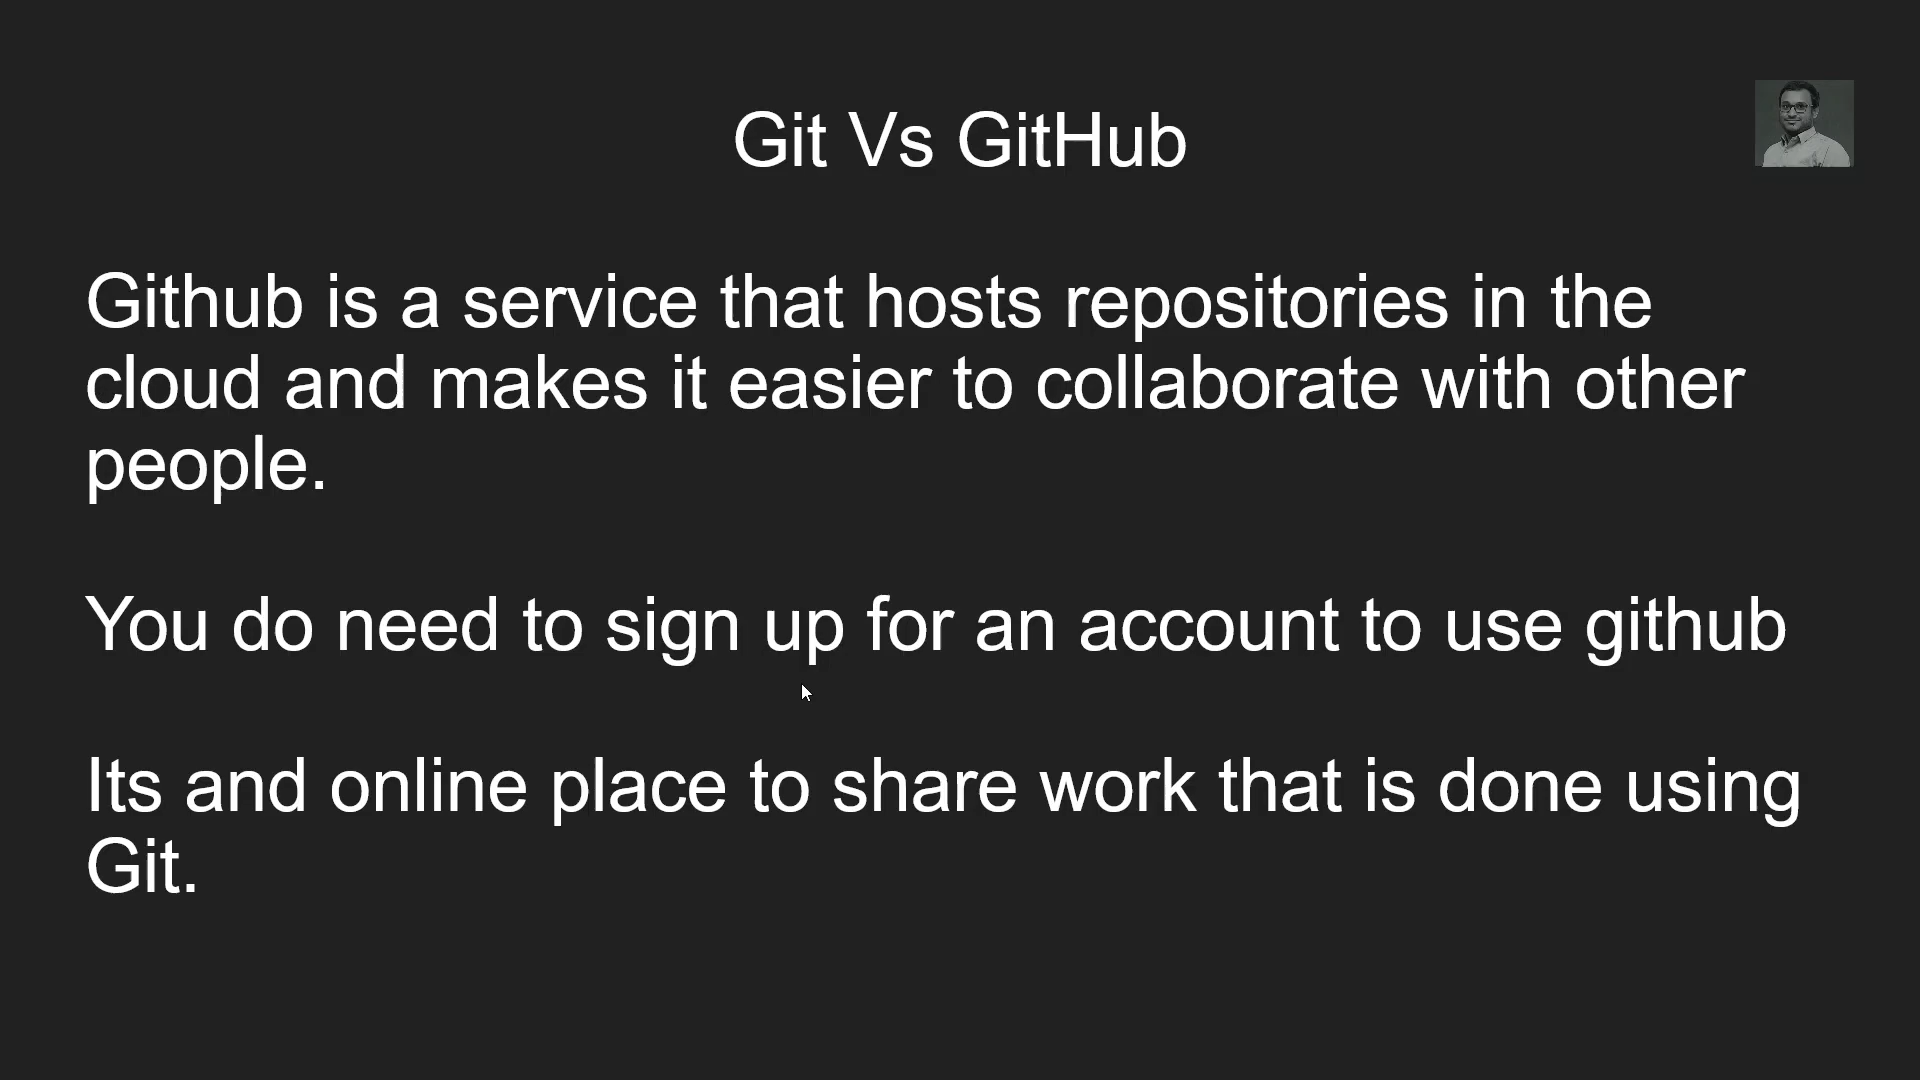 Git Vs GitHub
Github is a service that hosts repositories in the
cloud and makes it easier to collaborate with other
people.
You do need to sign up for an account to use github
Its and online place to share work that is done using
Git.